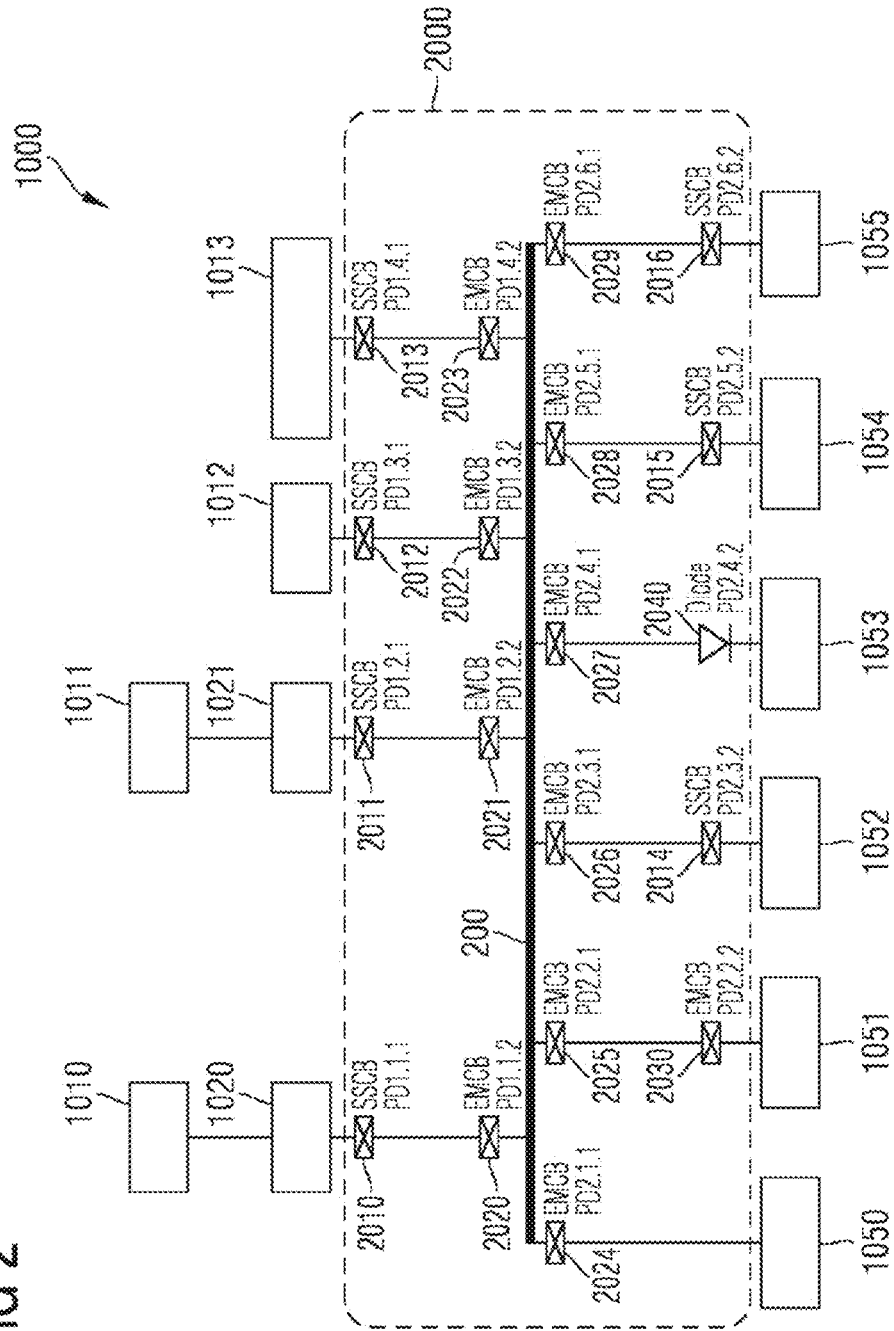 2
1000
1010
1011
1020
1021
1012
1013
2000
SSCB
PD1.1.1
2010
SSCB
PD1.2.1
2011
SSCB
PD1.3.1
2012
SSCB
PD1.4.1
2013
EMCB
PD1.1.2
2020
EMCB
PD1.2.2
2021
EMCB
PD1.3.2
2022
EMCB
PD1.4.2
2023
200
EMCB
PD2.1.1
2024
EMCB
PD2.2.1
2025
EMCB
PD2.3.1
2026
EMCB
PD2.4.1
2027
EMCB
PD2.5.1
2028
EMCB
PD2.6.1
2029
EMCB
PD2.2.2
2030
SSCB
PD2.3.2
2014
2040
Diode
PD2.4.2
SSCB
PD2.5.2
2015
SSCB
PD2.6.2
2016
1050
1051
1052
1053
1054
1055